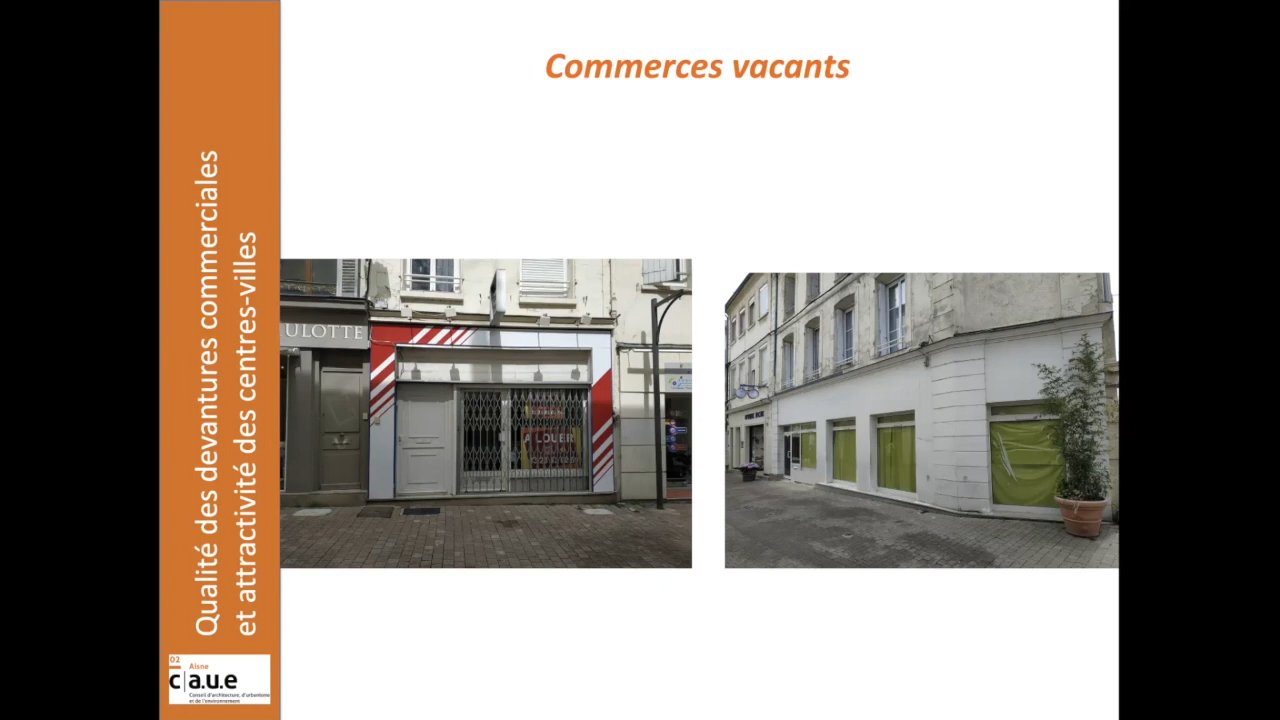 Commerces vacants
Qualité des devantures commerciales
et attractivité des centres-villes
ULOTTE
A LOUER
02
Aisne
c|a.u.e
Conseil d'architecture, d'urbanisme
et de l'environnement